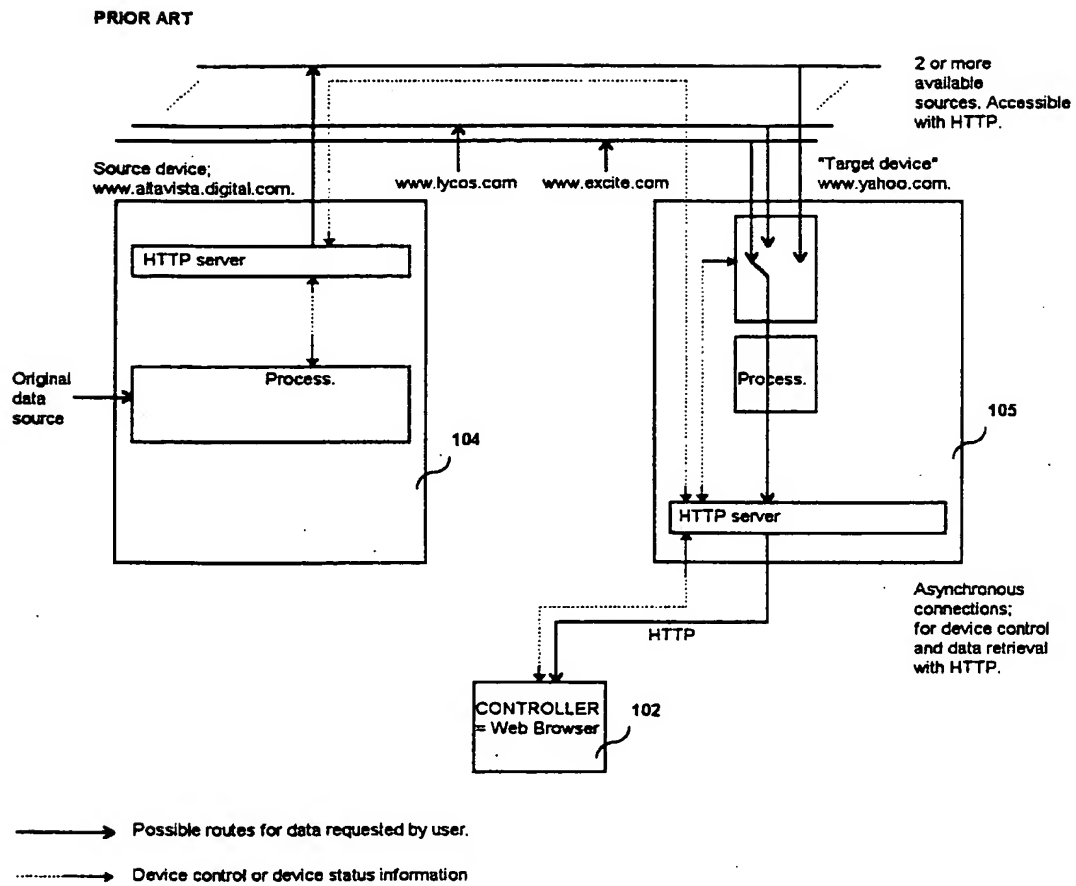 PRIOR ART
2 or more
available
sources. Accessible
with HTTP.
Source device;
www.altavista.digital.com.
www.lycos.com
www.excite.com
"Target device"
www.yahoo.com.
HTTP server
Process.
Original
data
source
104
Process.
105
HTTP server
Asynchronous
connections;
for device control
and data retrieval
with HTTP.
HTTP
CONTROLLER
= Web Browser
102
Possible routes for data requested by user.
Device control or device status information